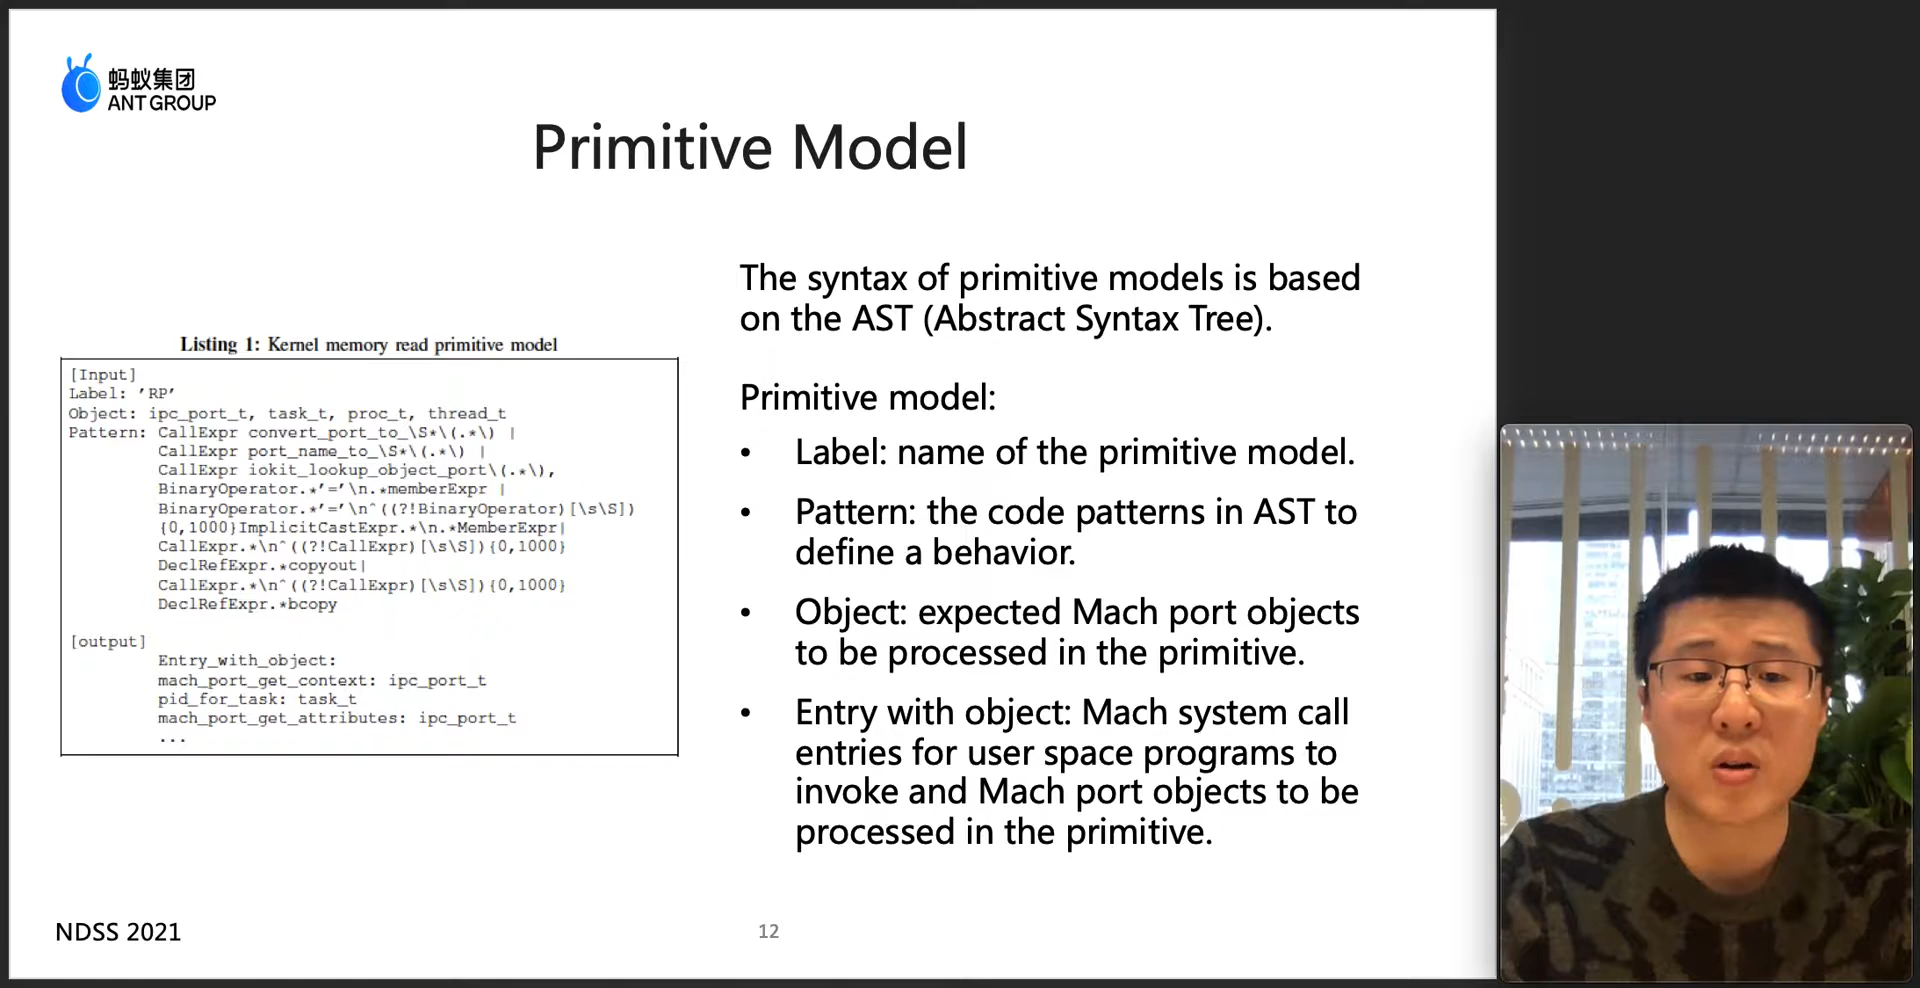 蚂蚁集团
ANT GROUP
Primitive Model
Listing 1: Kernel memory read primitive model
[Input]
Label: ’RP’
Object: ipc_port_t, task_t, proc_t, thread_t
Pattern: CallExpr convert_port_to_\S*\(.*\) |
CallExpr port_name_to_\S*\(.*\) |
CallExpr iokit_lookup_object_port\(.*\),
BinaryOperator.*’=’\n.*memberExpr |
BinaryOperator.*’=’\n^((?!BinaryOperator)[\s\S])
{0,1000}ImplicitCastExpr.*\n.*MemberExpr|
CallExpr.*\n^((?!CallExpr)[\s\S]){0,1000}
DeclRefExpr.*copyout|
CallExpr.*\n^((?!CallExpr)[\s\S]){0,1000}
DeclRefExpr.*bcopy
[output]
Entry_with_object:
mach_port_get_context: ipc_port_t
pid_for_task: task_t
mach_port_get_attributes: ipc_port_t
...
The syntax of primitive models is based
on the AST (Abstract Syntax Tree).
Primitive model:
• Label: name of the primitive model.
• Pattern: the code patterns in AST to
define a behavior.
• Object: expected Mach port objects
to be processed in the primitive.
• Entry with object: Mach system call
entries for user space programs to
invoke and Mach port objects to be
processed in the primitive.
NDSS 2021
12